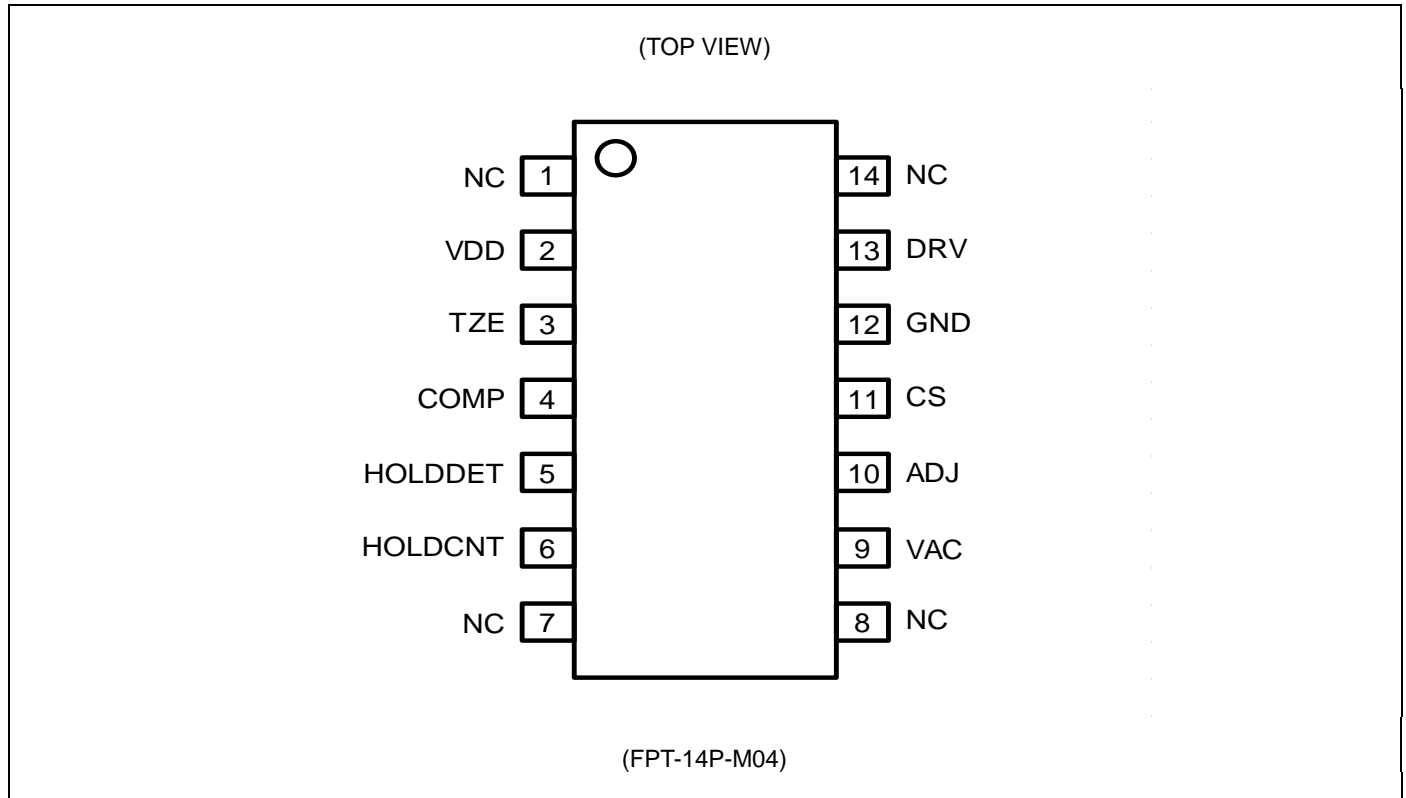 (TOP VIEW)
NC 1 14 NC
VDD 2 13 DRV
TZE 3 12 GND
COMP 4 11 CS
HOLDDET 5 10 ADJ
HOLDCNT 6 9 VAC
NC 7 8 NC
(FPT-14P-M04)